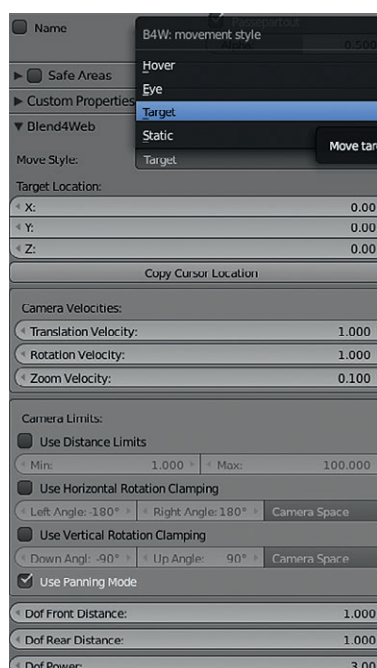 Name
Passepartout
Alpha: 0.500
B4W: movement style
Hover
Eye
Target
Static
Safe Areas
Custom Properties
Blend4Web
Move Style: Target
Move tar
Target Location:
X: 0.00
Y: 0.00
Z: 0.00
Copy Cursor Location
Camera Velocities:
Translation Velocity: 1.000
Rotation Velocity: 1.000
Zoom Velocity: 0.100
Camera Limits:
Use Distance Limits
Min: 1.000 Max: 100.000
Use Horizontal Rotation Clamping
Left Angle: -180° Right Angle: 180° Camera Space
Use Vertical Rotation Clamping
Down Angl: -90° Up Angle: 90° Camera Space
Use Panning Mode
Dof Front Distance: 1.000
Dof Rear Distance: 1.000
Dof Power: 3.00